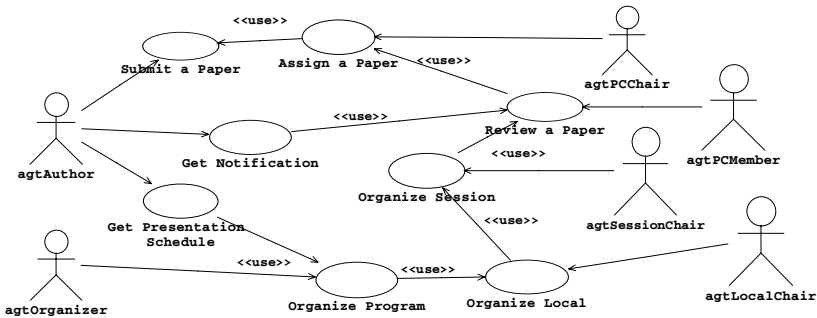 <<use>>
Submit a Paper
Assign a Paper
<<use>>
agtPCChair
<<use>>
Review a Paper
agtPCMember
agtAuthor
Get Notification
<<use>>
Organize Session
Get Presentation
Schedule
<<use>>
agtSessionChair
<<use>>
<<use>>
agtOrganizer
Organize Program
Organize Local
agtLocalChair